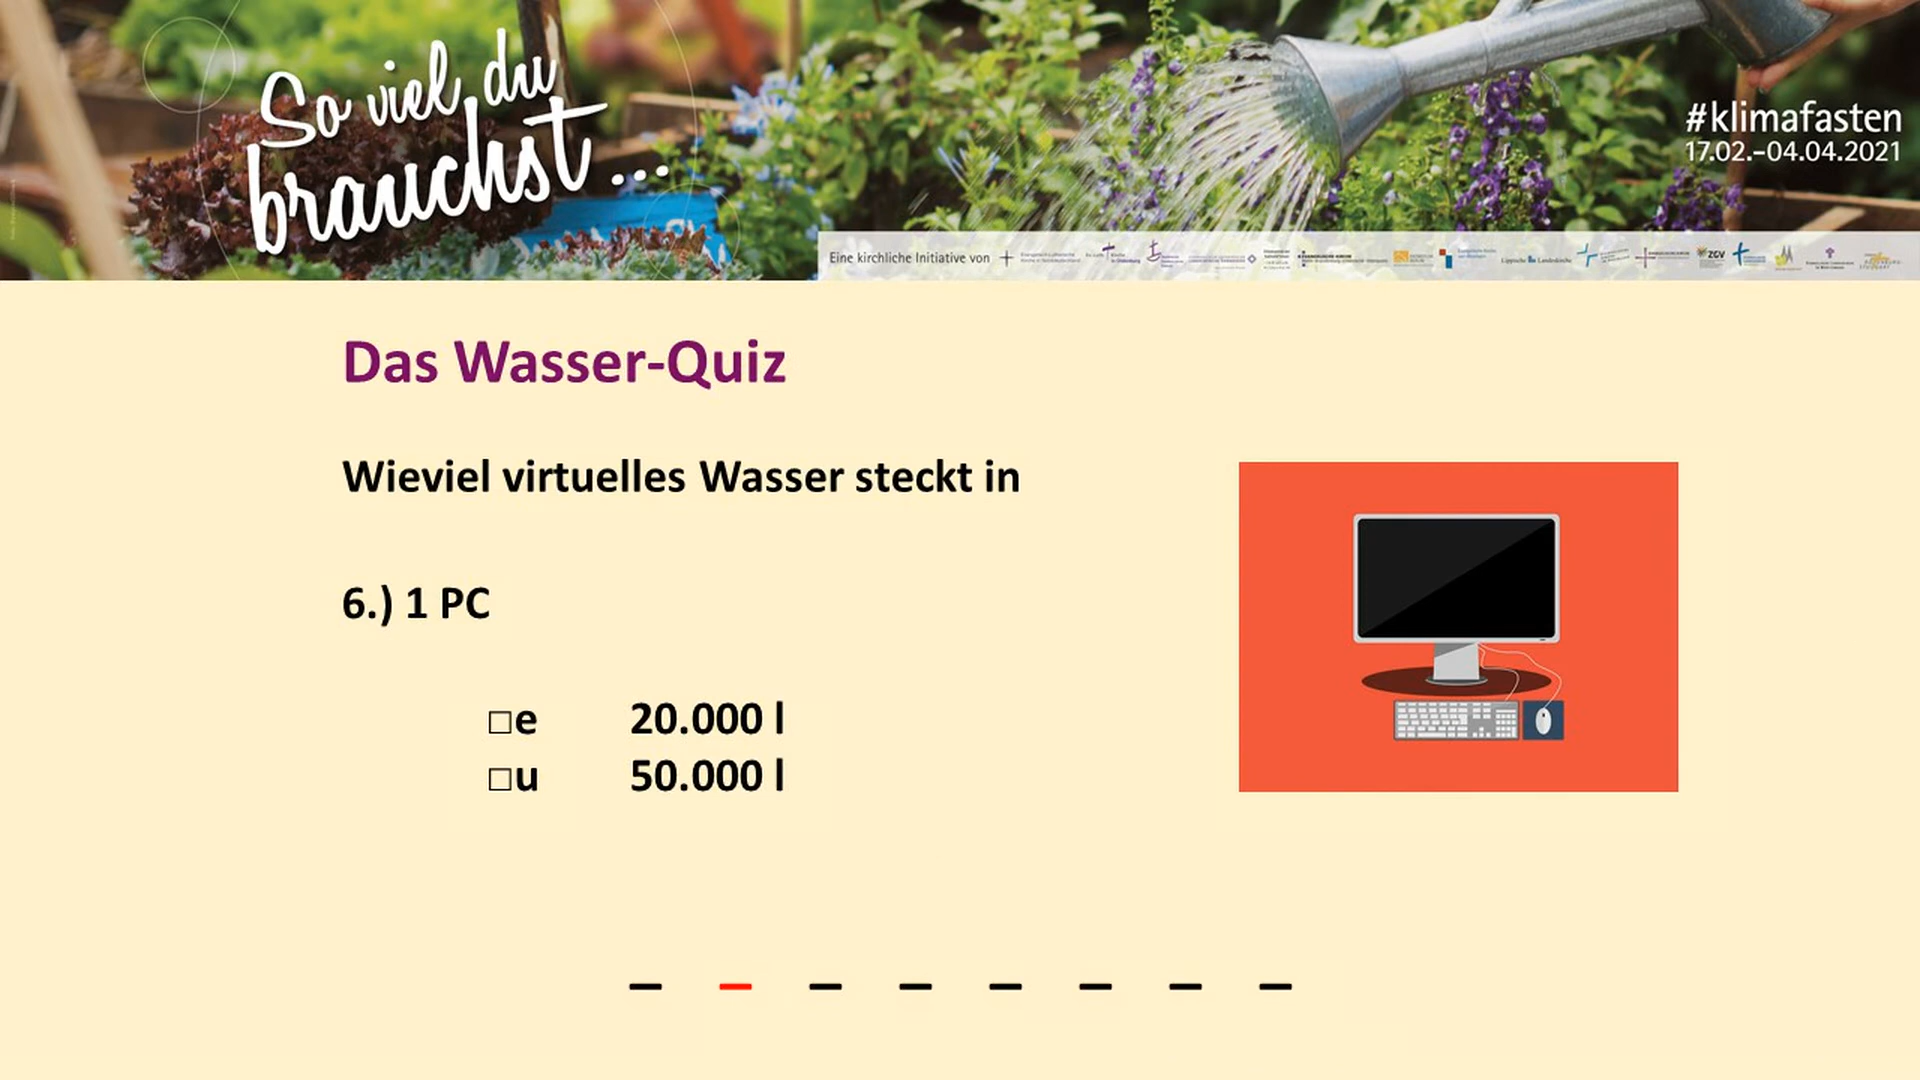 So viel du
brauchst...
#klimafasten
17.02.–04.04.2021
Eine kirchliche Initiative von
ZGV
Das Wasser-Quiz
Wieviel virtuelles Wasser steckt in
6.) 1 PC
□e 20.000 l
□u 50.000 l
_ _ _ _ _ _ _ _